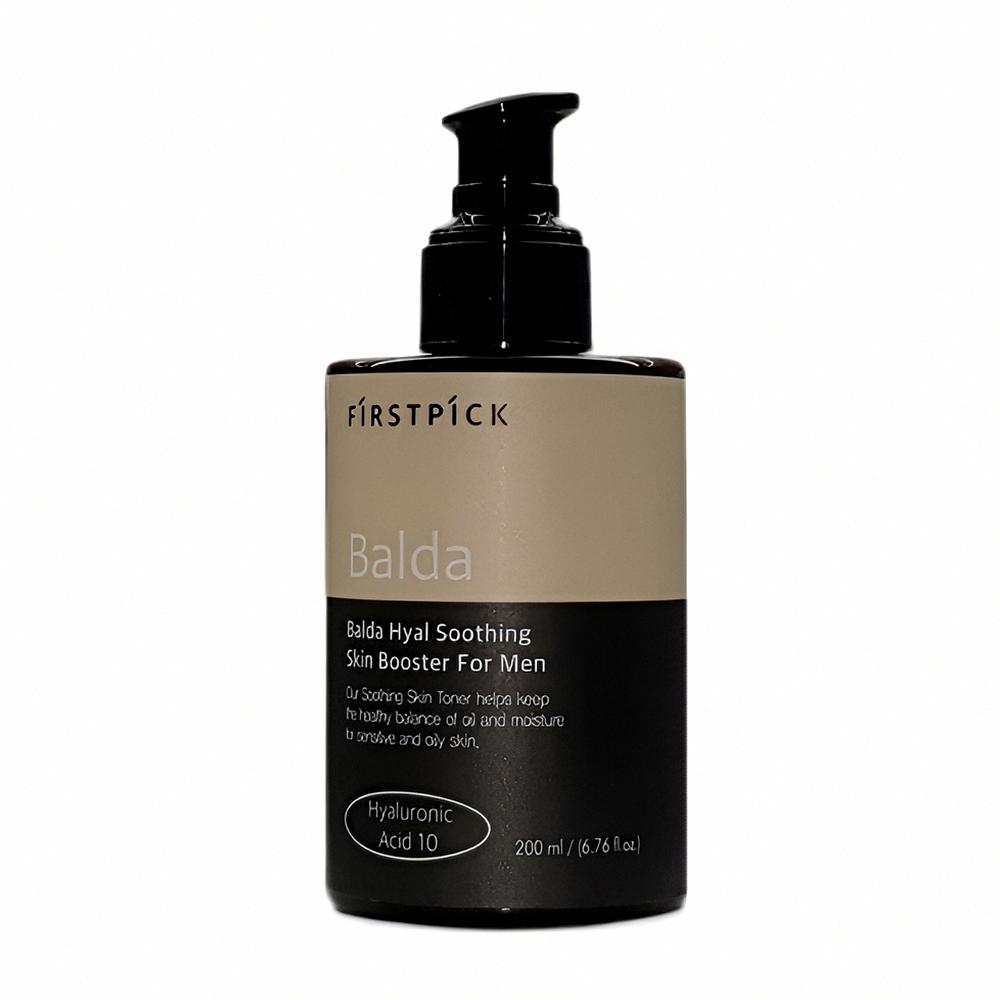 FÍRSTPÍCK
Balda
Balda Hyal Soothing
Skin Booster For Men
Our Soothing Skin Toner helps keep
the healthy balance of oil and moisture
to sensitive and oily skin.
Hyaluronic
Acid 10
200 ml / (6.76 fl.oz.)